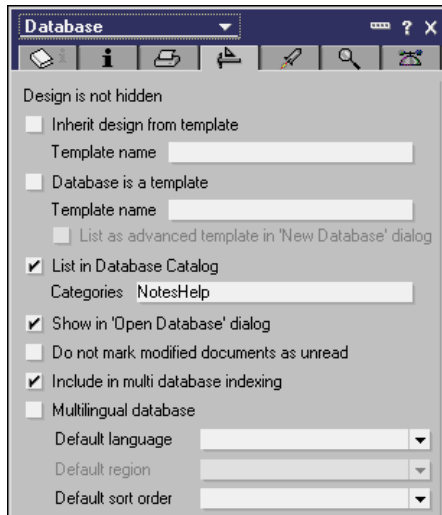 Database
? X
i i
Design is not hidden
Inherit design from template
Template name
Database is a template
Template name
List as advanced template in 'New Database' dialog
List in Database Catalog
Categories NotesHelp
Show in 'Open Database' dialog
Do not mark modified documents as unread
Include in multi database indexing
Multilingual database
Default language
Default region
Default sort order